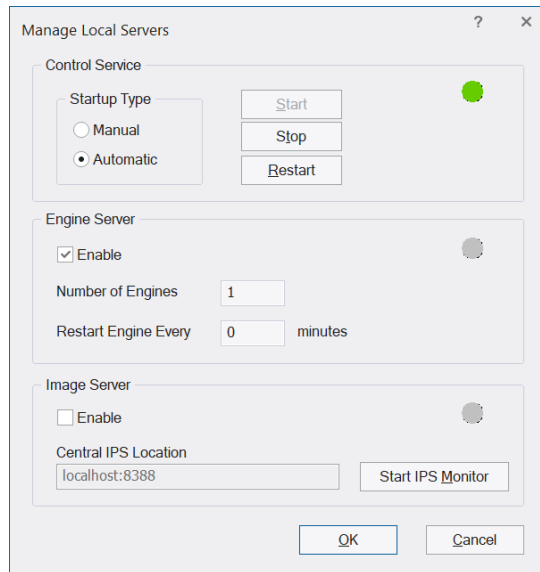 Manage Local Servers
? ×
Control Service
Startup Type
Manual
Automatic
Start
Stop
Restart
Engine Server
Enable
Number of Engines 1
Restart Engine Every 0 minutes
Image Server
Enable
Central IPS Location
localhost:8388
Start IPS Monitor
OK Cancel